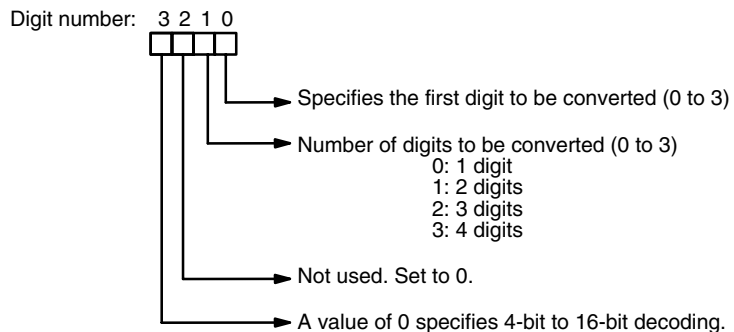 Digit number: 3 2 1 0
Specifies the first digit to be converted (0 to 3)
Number of digits to be converted (0 to 3)
0: 1 digit
1: 2 digits
2: 3 digits
3: 4 digits
Not used. Set to 0.
A value of 0 specifies 4-bit to 16-bit decoding.